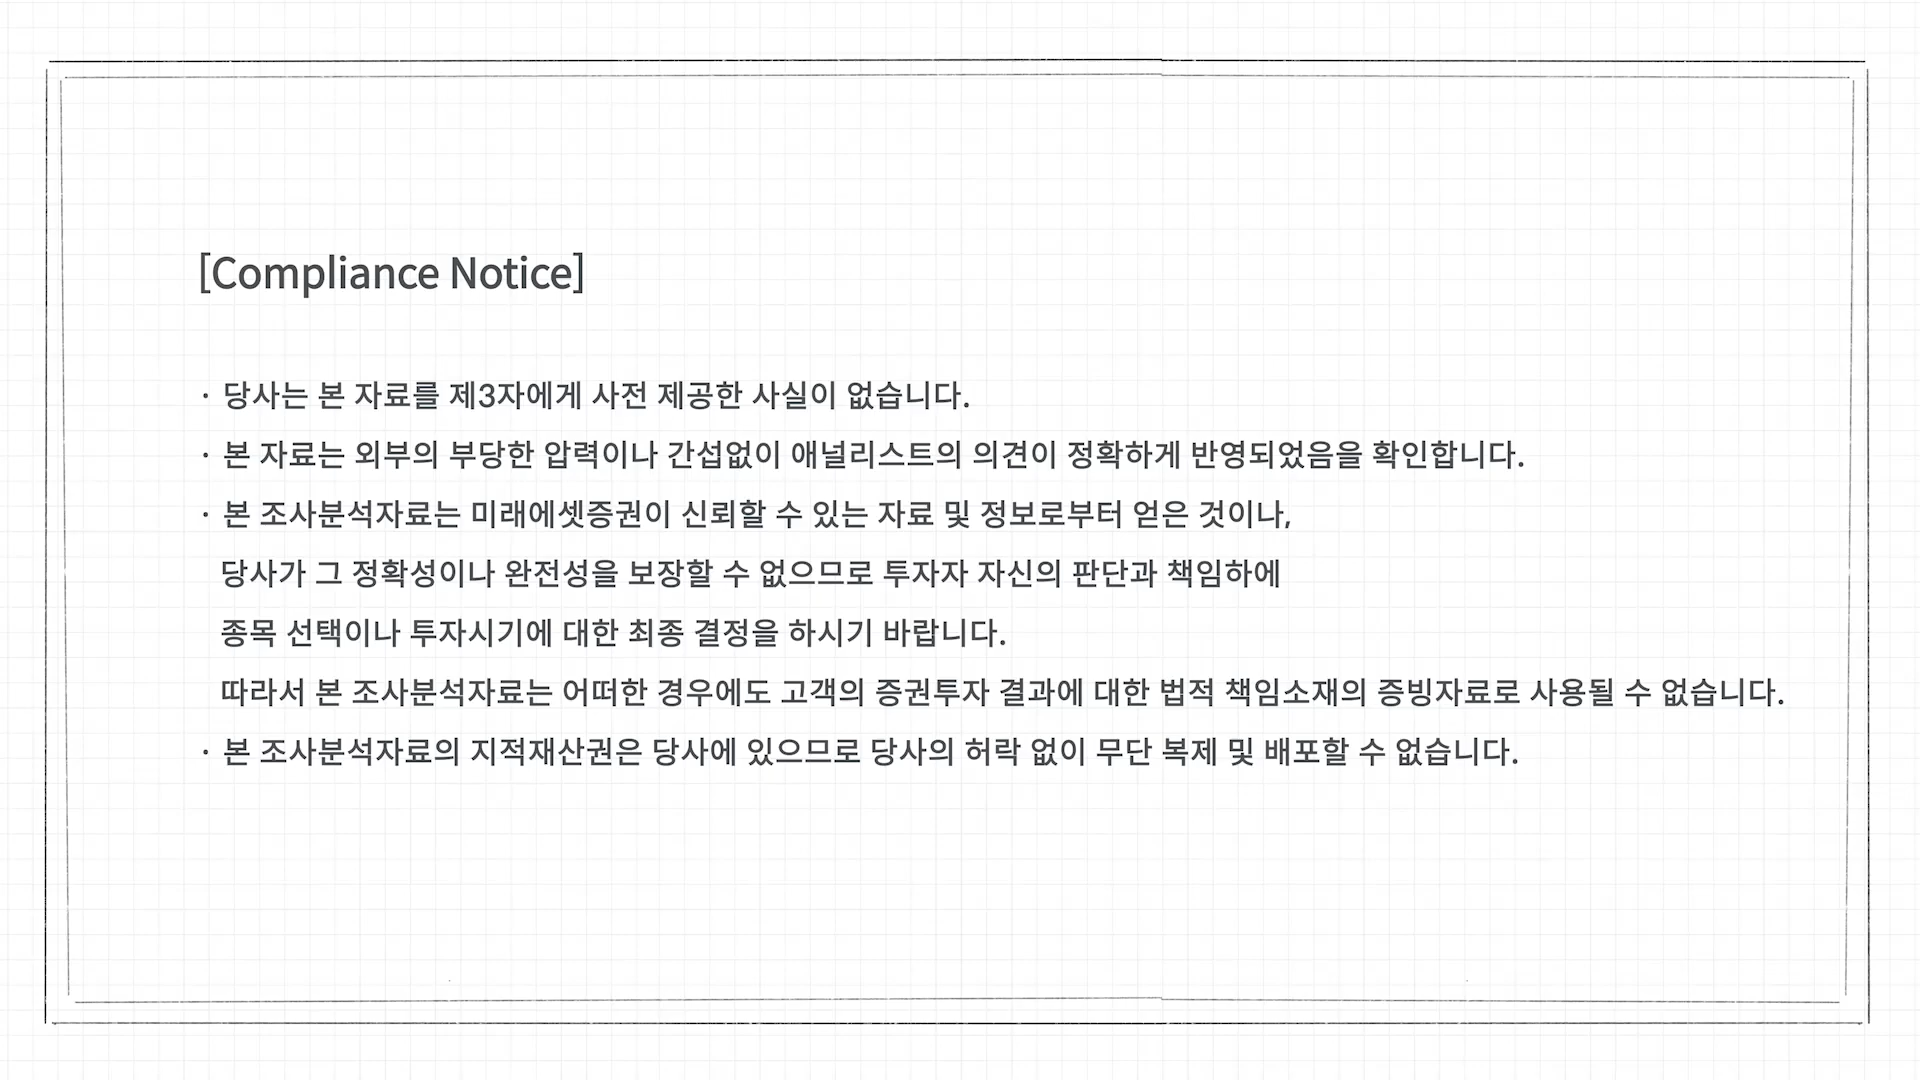 [Compliance Notice]
· 당사는 본 자료를 제3자에게 사전 제공한 사실이 없습니다.
· 본 자료는 외부의 부당한 압력이나 간섭없이 애널리스트의 의견이 정확하게 반영되었음을 확인합니다.
· 본 조사분석자료는 미래에셋증권이 신뢰할 수 있는 자료 및 정보로부터 얻은 것이나,
당사가 그 정확성이나 완전성을 보장할 수 없으므로 투자자 자신의 판단과 책임하에
종목 선택이나 투자시기에 대한 최종 결정을 하시기 바랍니다.
따라서 본 조사분석자료는 어떠한 경우에도 고객의 증권투자 결과에 대한 법적 책임소재의 증빙자료로 사용될 수 없습니다.
· 본 조사분석자료의 지적재산권은 당사에 있으므로 당사의 허락 없이 무단 복제 및 배포할 수 없습니다.